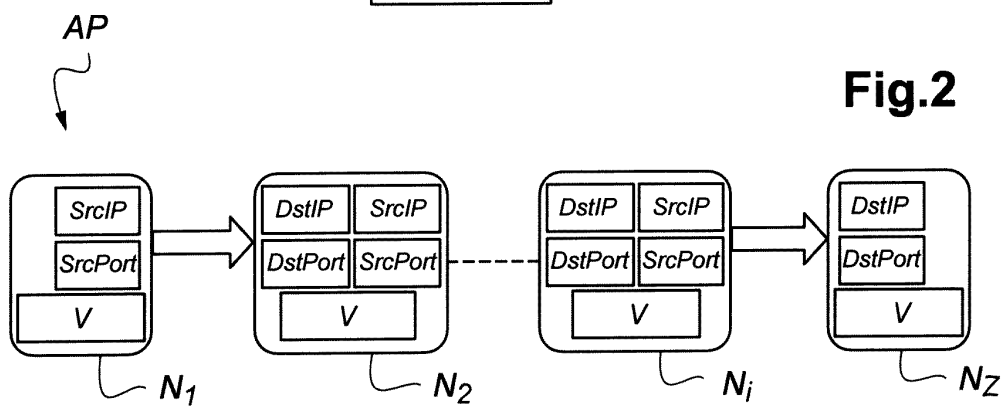 AP
Fig.2
SrcIP DstIP SrcIP DstIP SrcIP DstIP
SrcPort DstPort SrcPort DstPort SrcPort DstPort
V V V V
N1 N2 Ni NZ